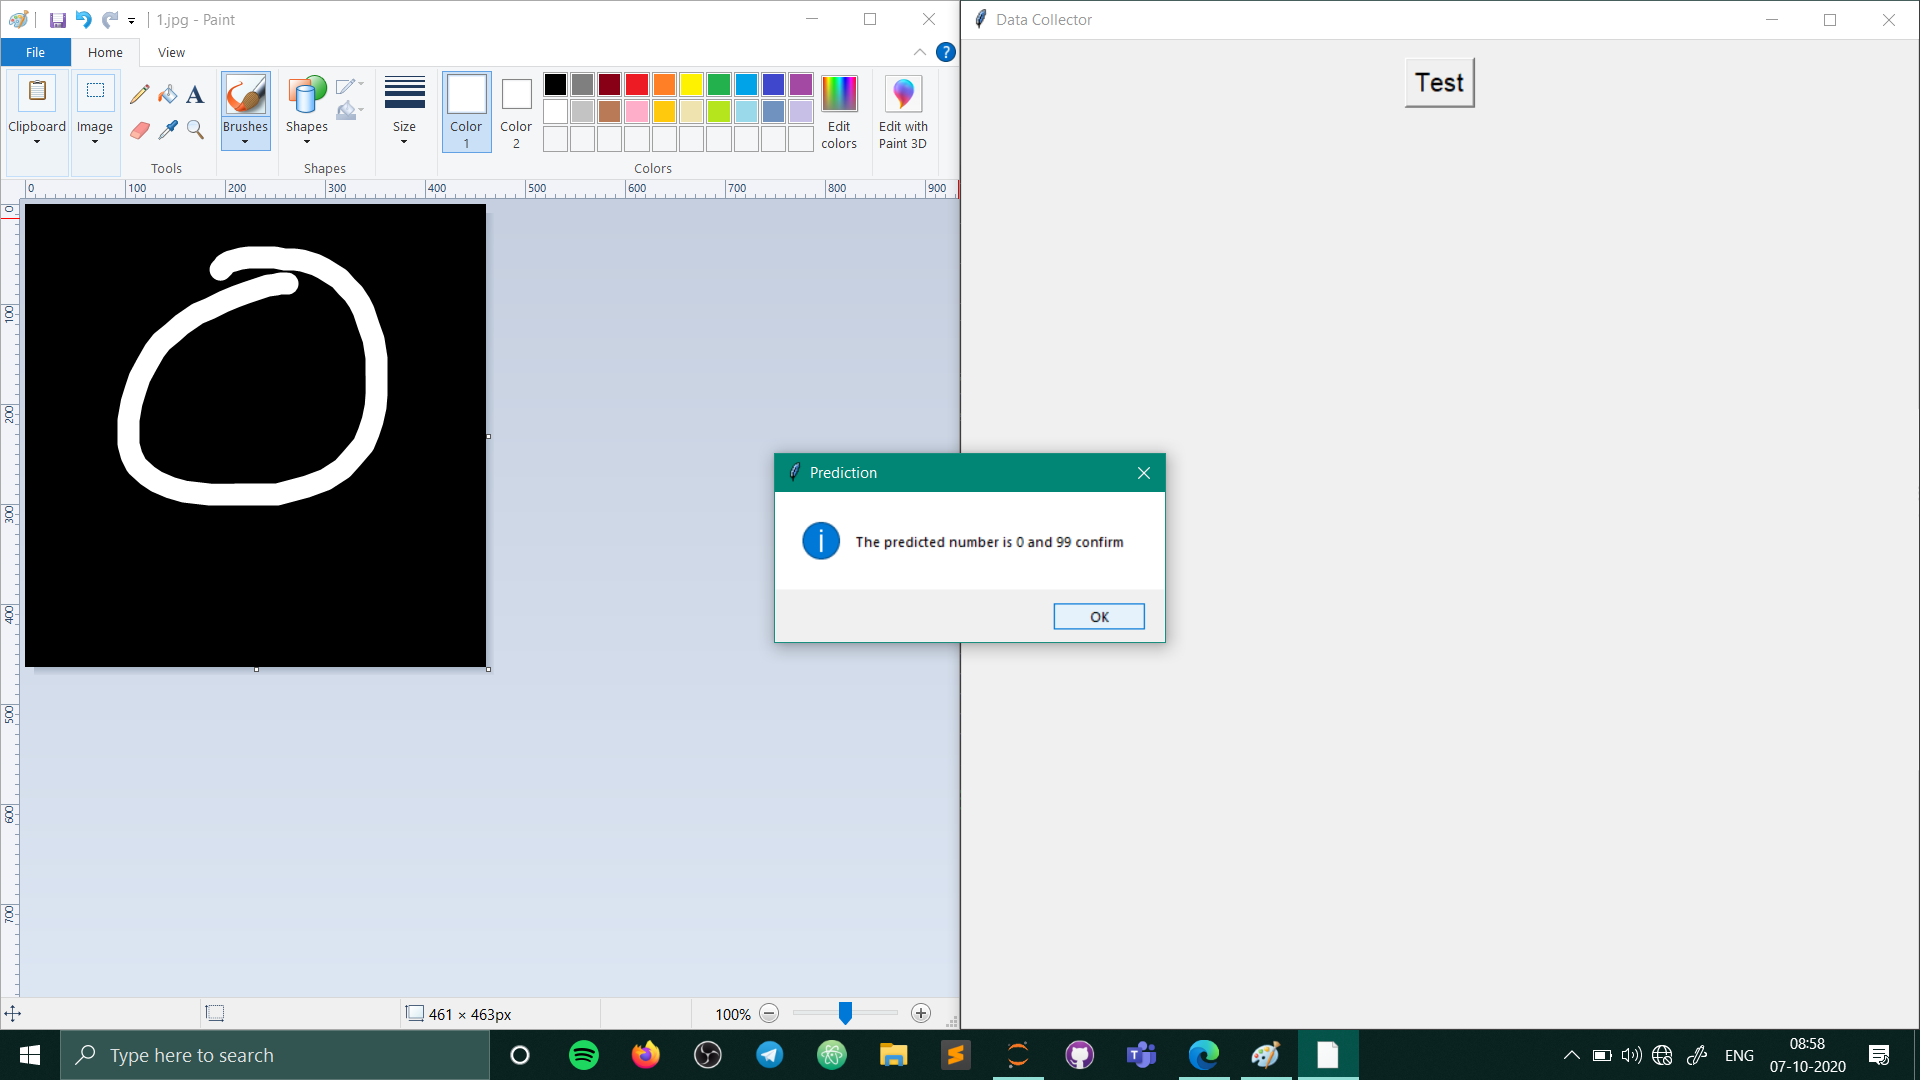 1.jpg - Paint
File
Home
View
Clipboard
Image
Tools
Brushes
Shapes
Shapes
Size
Color
1
Color
2
Edit
colors
Edit with
Paint 3D
Colors
0 100 200 300 400 500 600 700 800 900
0
100
200
300
400
500
600
700
461 × 463px
100%
Data Collector
Test
Prediction
The predicted number is 0 and 99 confirm
OK
Type here to search
ENG
08:58
07-10-2020